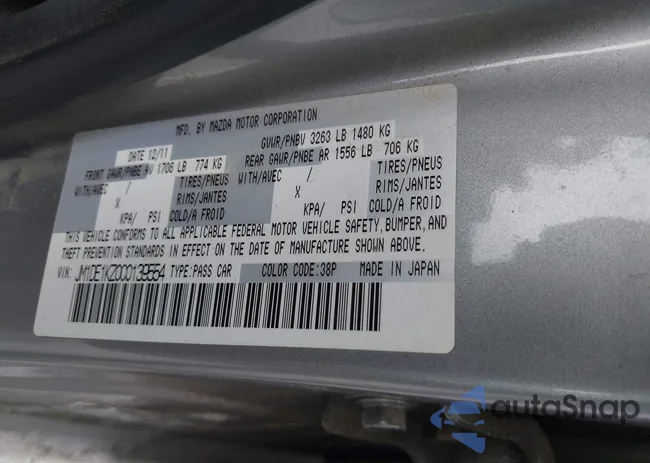 MFD. BY MAZDA MOTOR CORPORATION
DATE 12/11 GVWR/PNBV 3263 LB 1480 KG
FRONT GAWR/PNBE AV 1706 LB 774 KG REAR GAWR/PNBE AR 1556 LB 706 KG
WITH/AVEC / TIRES/PNEUS WITH/AVEC / TIRES/PNEUS
X RIMS/JANTES X RIMS/JANTES
KPA/ PSI COLD/A FROID KPA/ PSI COLD/A FROID
THIS VEHICLE CONFORMS TO ALL APPLICABLE FEDERAL MOTOR VEHICLE SAFETY, BUMPER, AND
THEFT PREVENTION STANDARDS IN EFFECT ON THE DATE OF MANUFACTURE SHOWN ABOVE.
VIN: JM1DE1KZ0C0139554 TYPE:PASS CAR COLOR CODE:38P MADE IN JAPAN
autoSnap